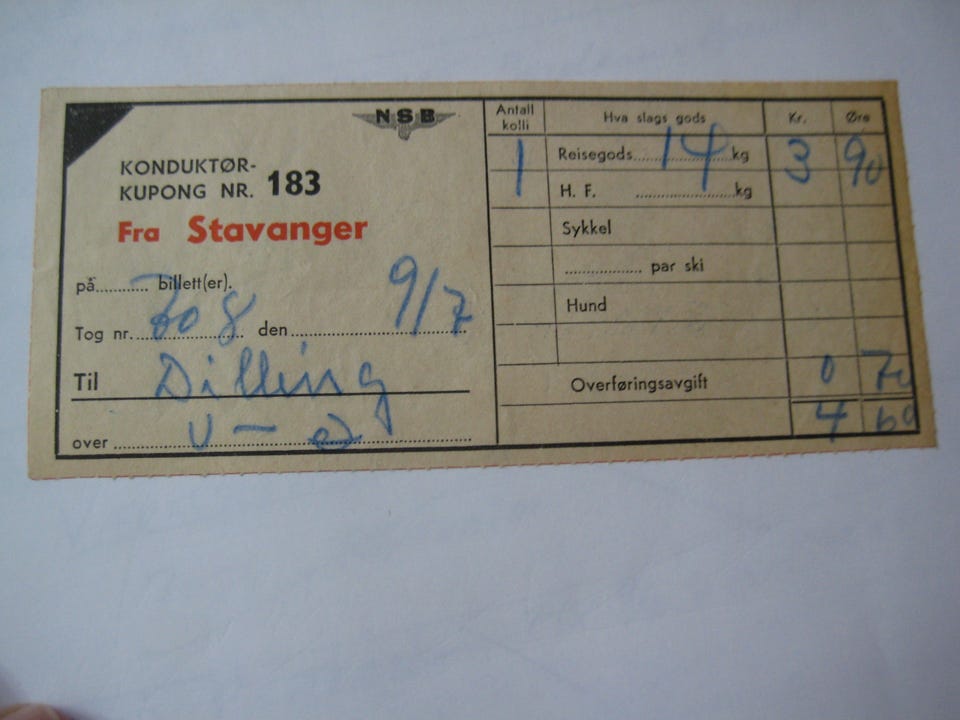 NSB
KONDUKTØR-
KUPONG NR. 183
Fra Stavanger
på............ billett(er).
Tog nr. 708 den 9/7
Til Dilling
over
Antall kolli Hva slags gods Kr. Øre
1 Reisegods 14 kg 3 90
H. F. ........................kg
Sykkel
.................. par ski
Hund
Overføringsavgift 0 70
4 60